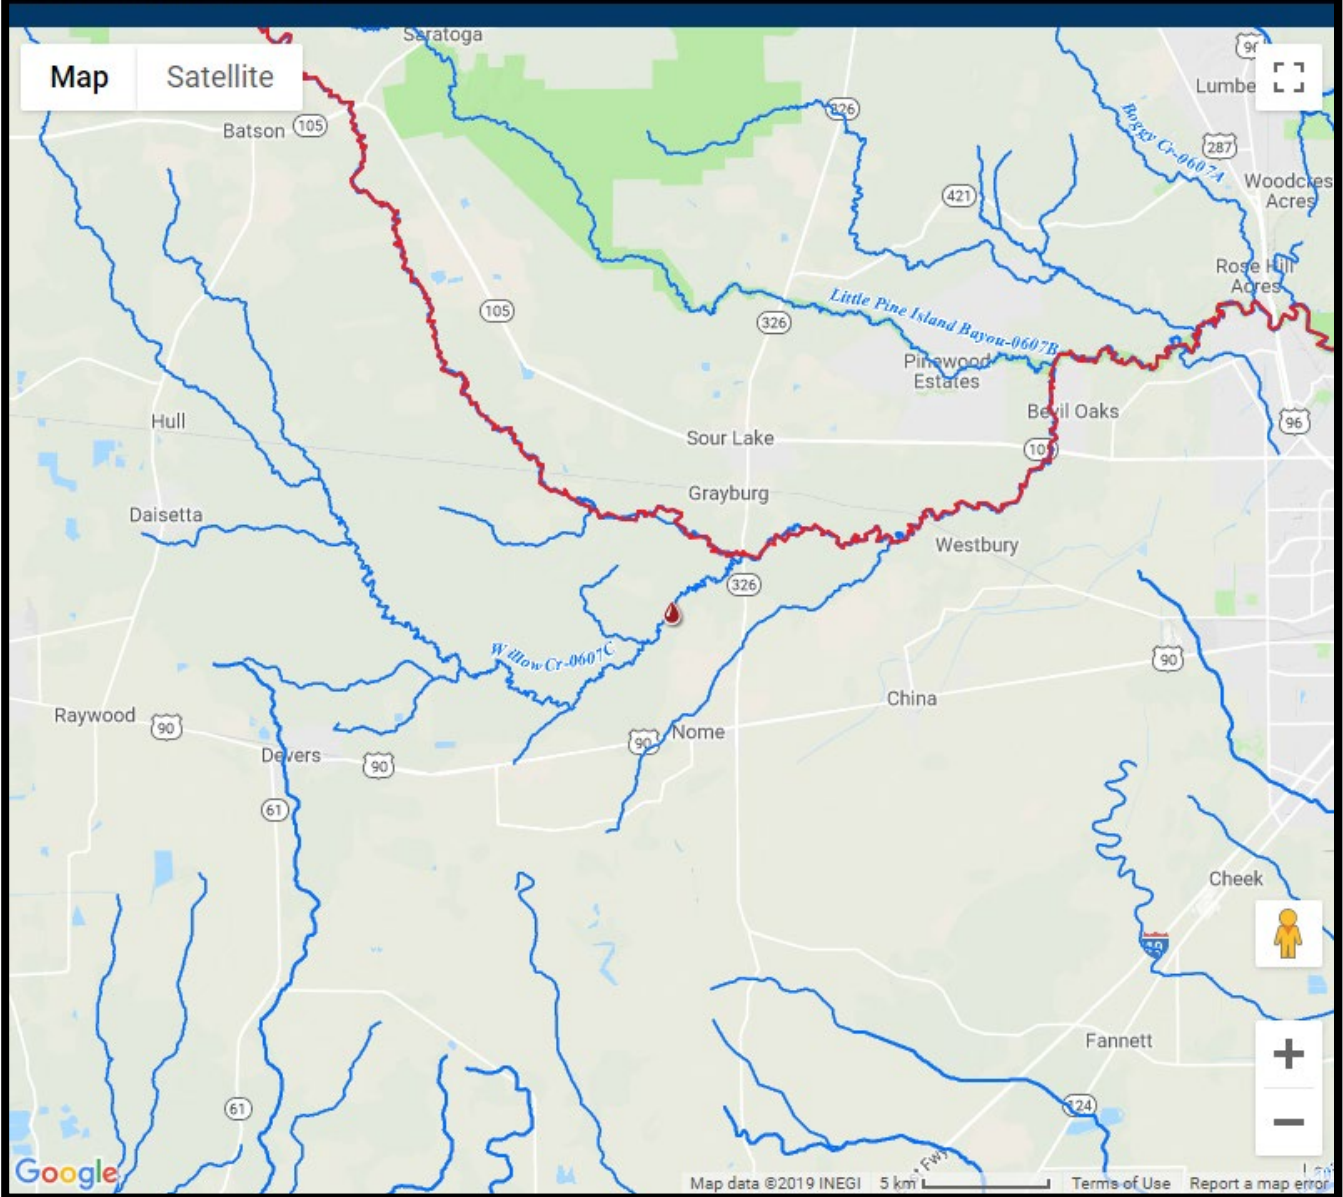 Saratoga
Map
Satellite
96
Lumbe
Batson
105
326
Boggy Cr-0607A
287
421
Woodcres
Acres
Rose Hill
Acres
105
Little Pine Island Bayou-0607B
326
Pinewood
Estates
Hull
Bevil Oaks
96
Sour Lake
109
Grayburg
Daisetta
Westbury
326
Willow Cr-0607C
90
China
Raywood
90
Nome
90
Devers
90
61
Cheek
10
Fannett
61
124
Fwy
Google
Map data ©2019 INEGI
5 km
Terms of Use
Report a map error